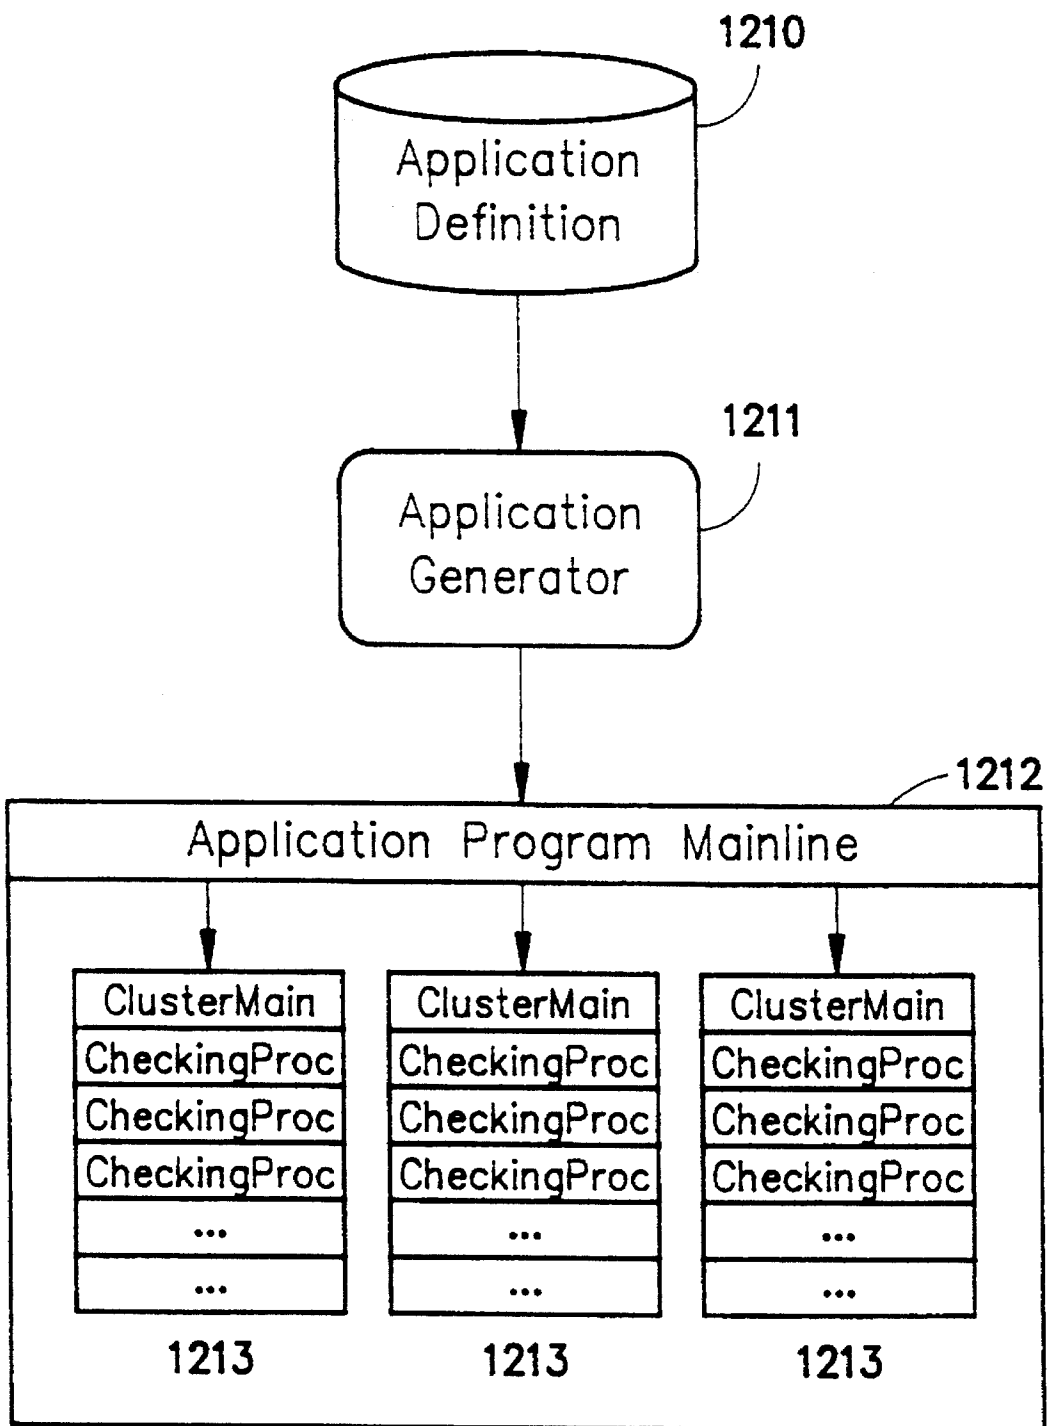 1210
Application
Definition
1211
Application
Generator
1212
Application Program Mainline
ClusterMain ClusterMain ClusterMain
CheckingProc CheckingProc CheckingProc
CheckingProc CheckingProc CheckingProc
CheckingProc CheckingProc CheckingProc
... ... ...
... ... ...
1213 1213 1213